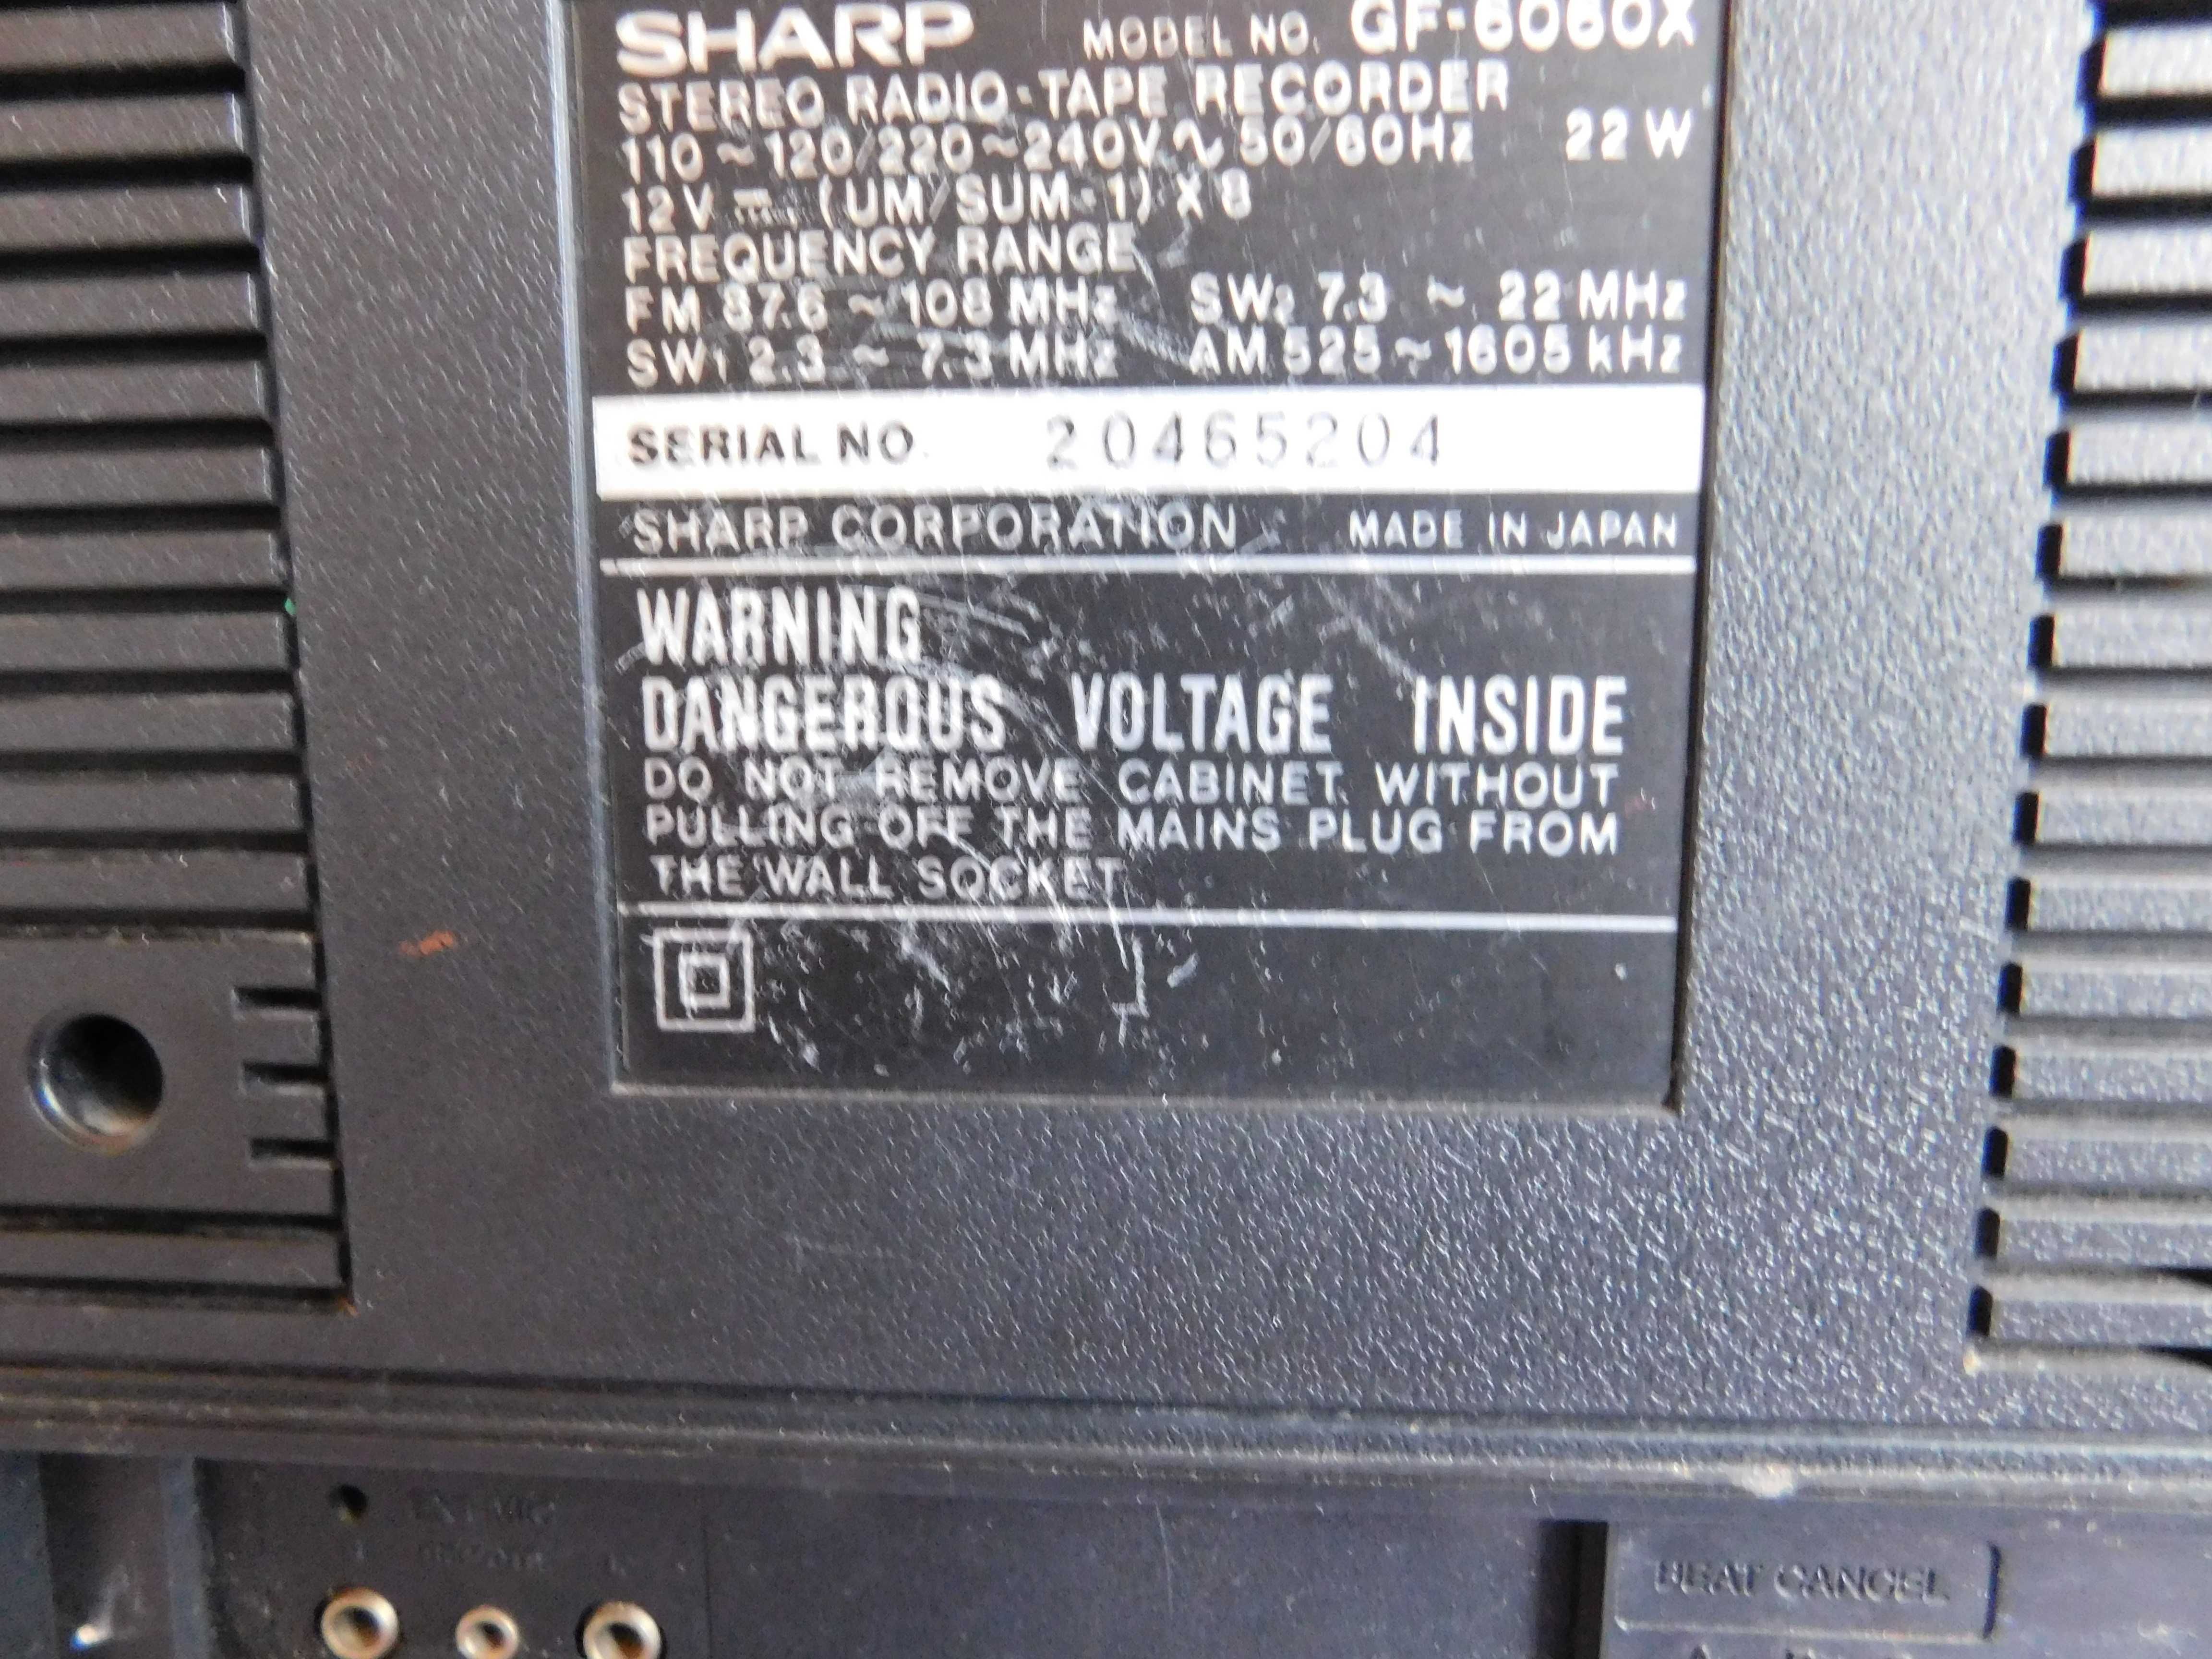 SHARP MODEL NO. GF-6060X
STEREO RADIO-TAPE RECORDER
110~120/220~240V∿50/60Hz 22W
12V ⎓ (UM/SUM-1) X 8
FREQUENCY RANGE
FM 87.6 ~ 108 MHz SW₂ 7.3 ~ 22 MHz
SW₁ 2.3 ~ 7.3 MHz AM 525~1605 kHz
SERIAL NO. 20465204
SHARP CORPORATION MADE IN JAPAN
WARNING
DANGEROUS VOLTAGE INSIDE
DO NOT REMOVE CABINET WITHOUT
PULLING OFF THE MAINS PLUG FROM
THE WALL SOCKET
EXT MIC
BEAT CANCEL